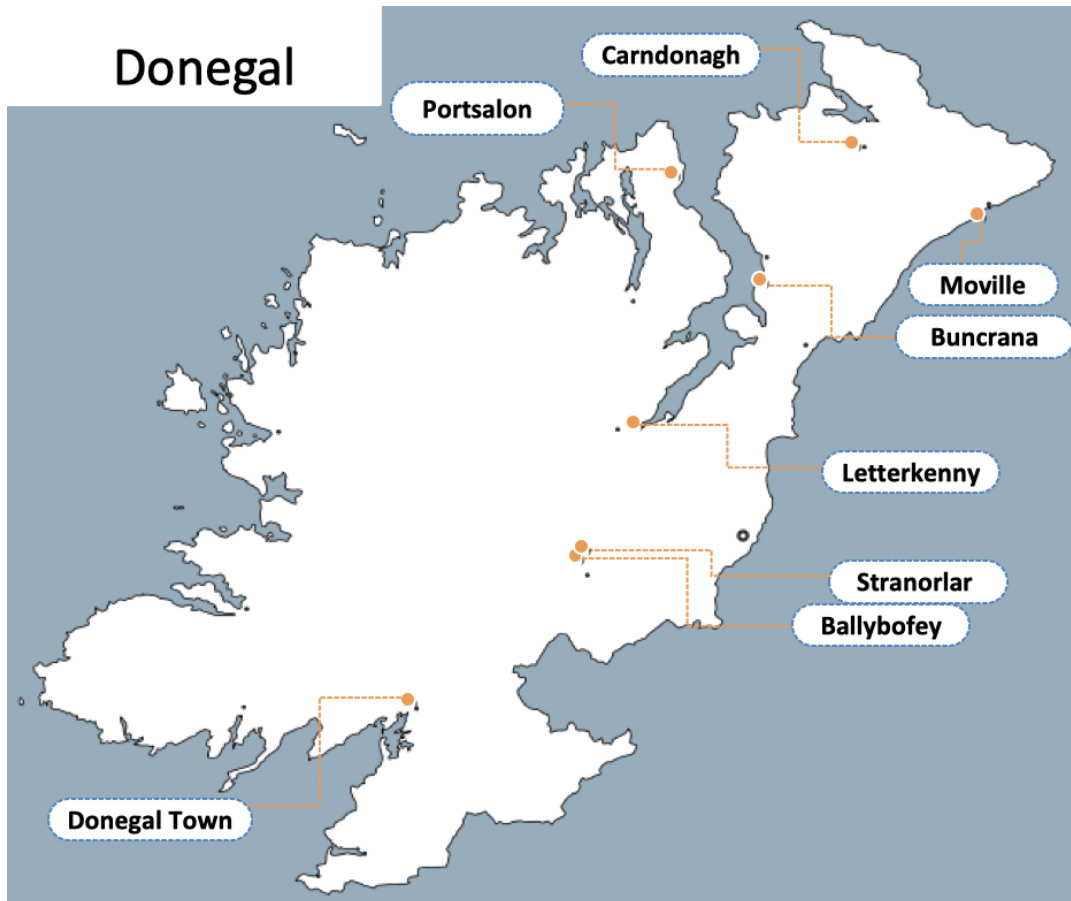 Donegal
Carndonagh
Portsalon
Moville
Buncrana
Letterkenny
Stranorlar
Ballybofey
Donegal Town